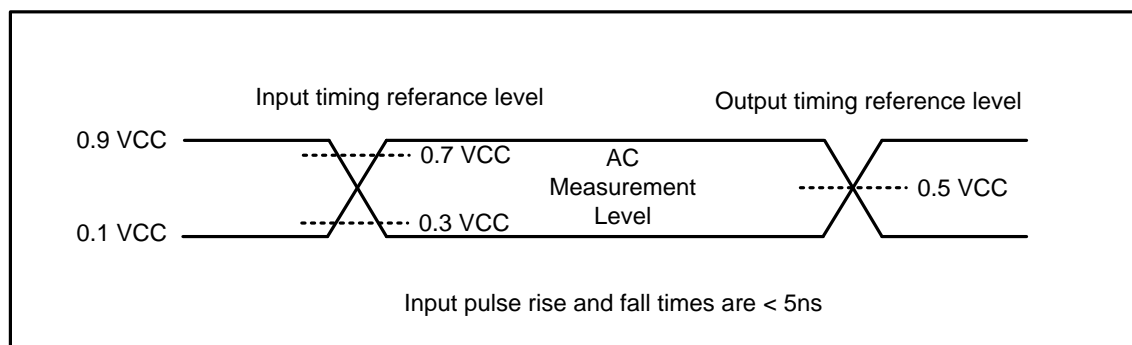 Input timing referance level
Output timing reference level
0.9 VCC
0.7 VCC
AC
Measurement
Level
0.5 VCC
0.3 VCC
0.1 VCC
Input pulse rise and fall times are < 5ns